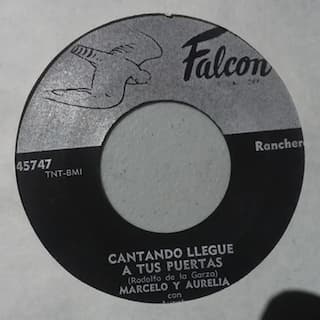 Falcon
45747
TNT-BMI
Ranchera
CANTANDO LLEGUE
A TUS PUERTAS
(Rodolfo de la Garza)
MARCELO Y AURELIA
con